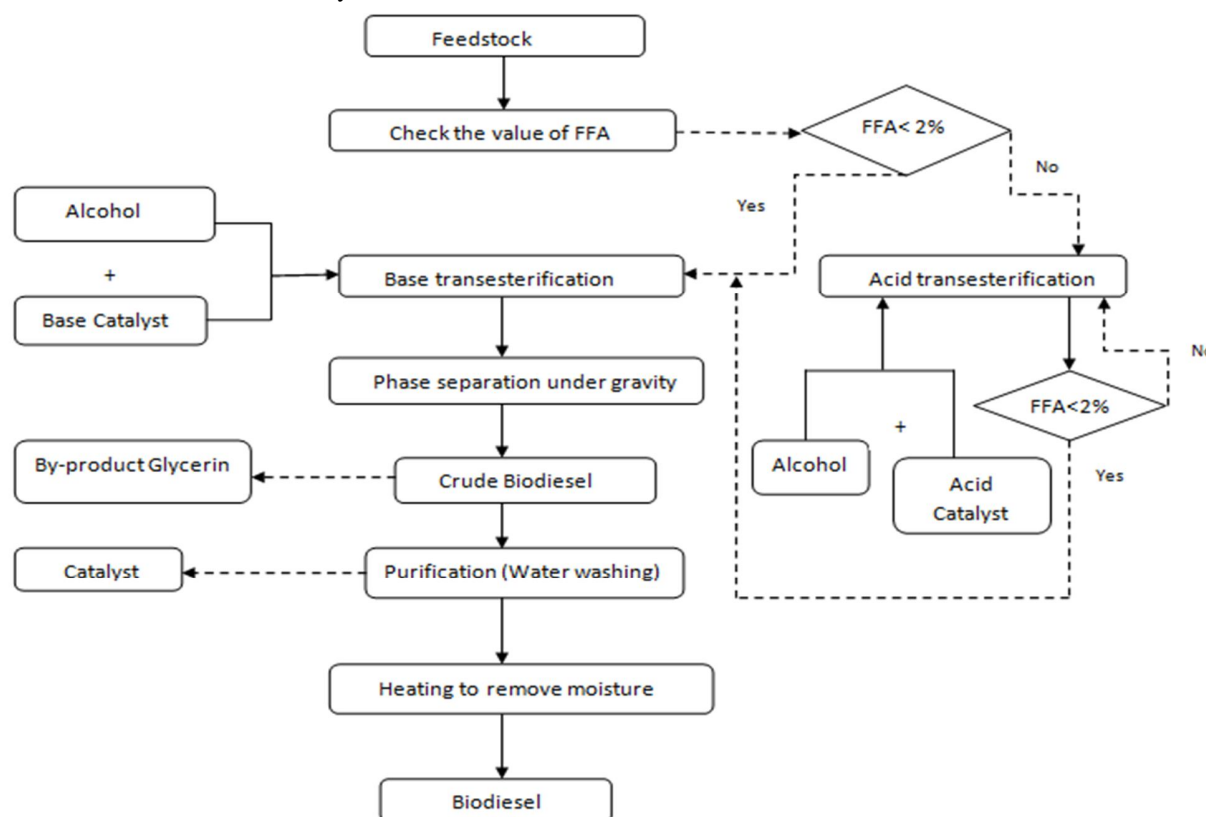 Feedstock
Check the value of FFA
FFA< 2%
No
Yes
Alcohol
+
Base Catalyst
Base transesterification
Acid transesterification
Phase separation under gravity
No
FFA<2%
+
Alcohol
Acid
Catalyst
Yes
By-product Glycerin
Crude Biodiesel
Catalyst
Purification (Water washing)
Heating to remove moisture
Biodiesel